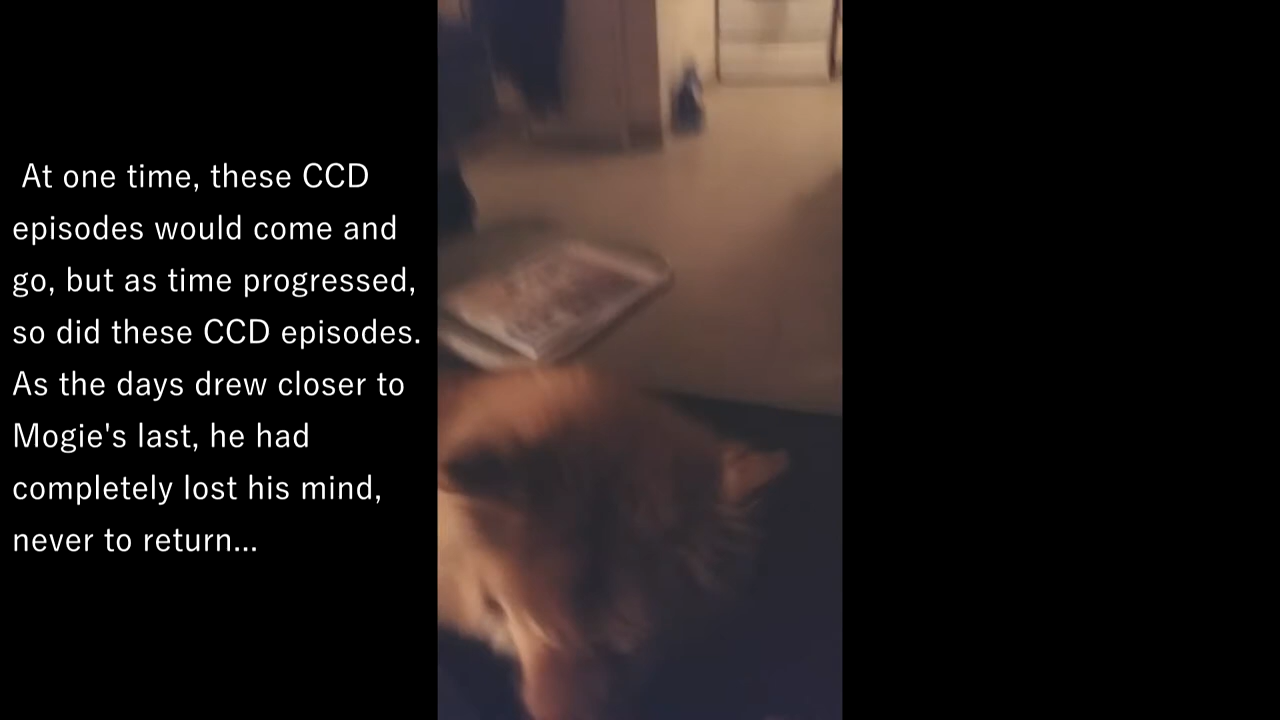 At one time, these CCD
episodes would come and
go, but as time progressed,
so did these CCD episodes.
As the days drew closer to
Mogie's last, he had
completely lost his mind,
never to return...